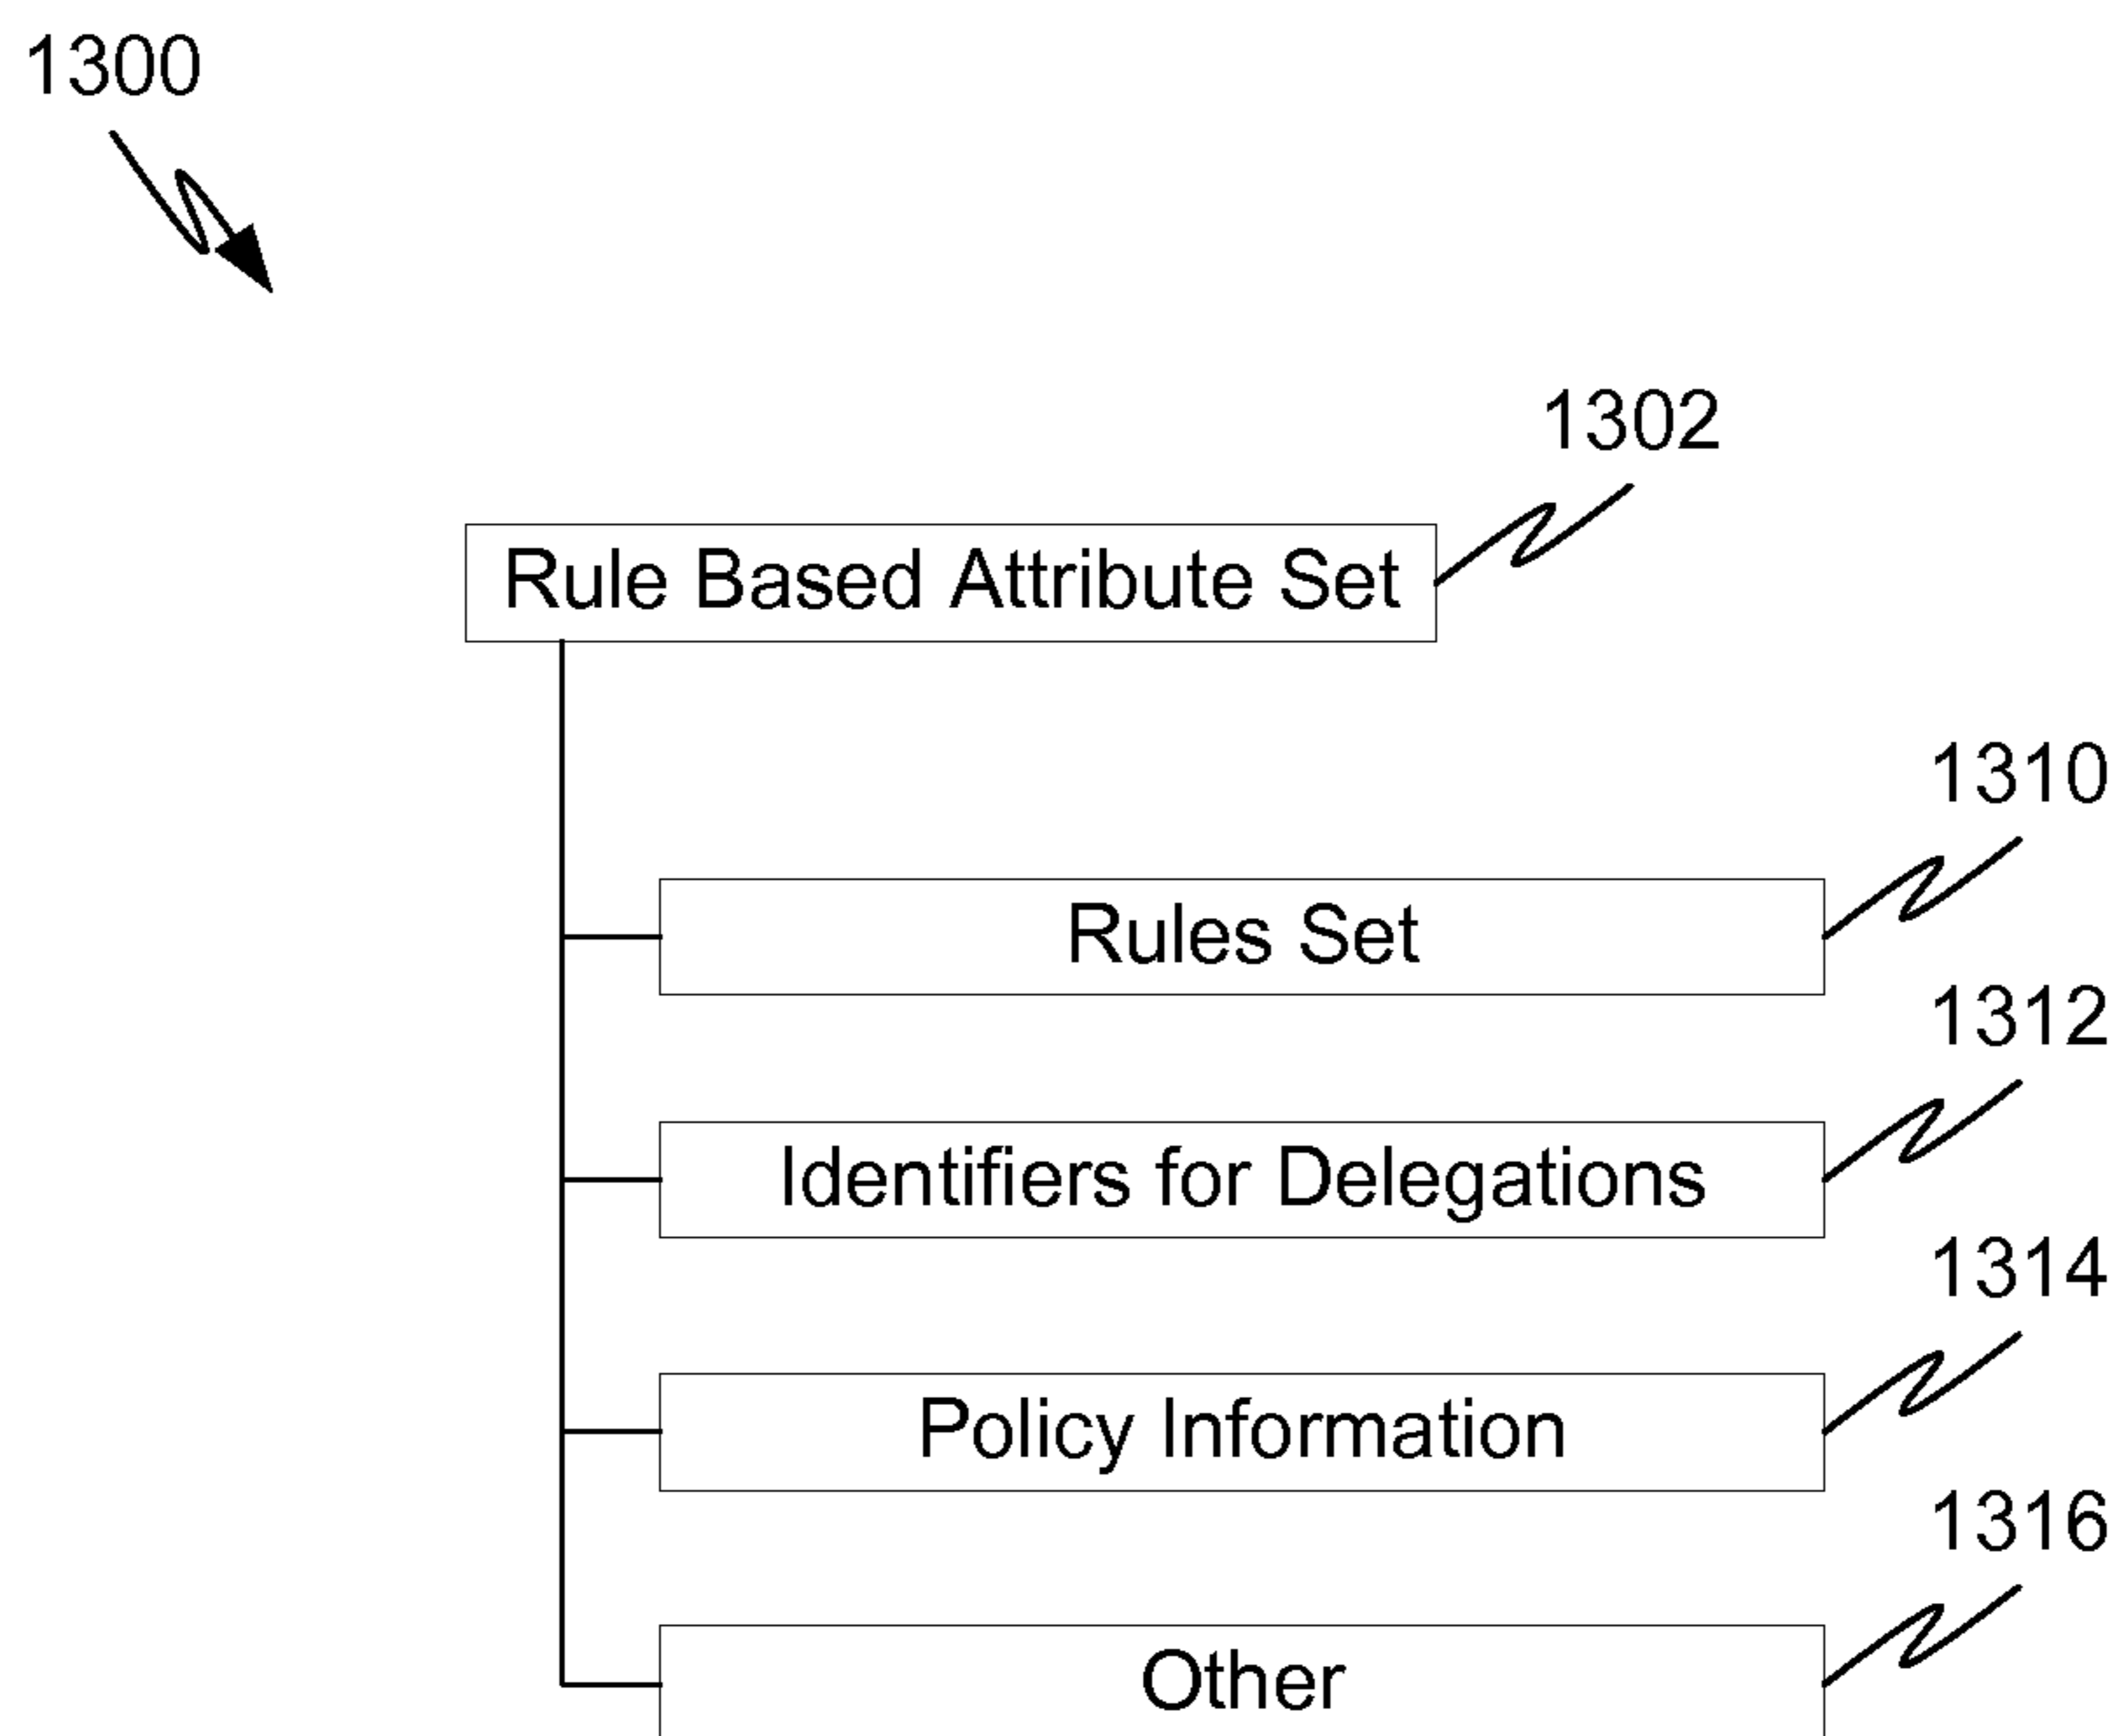 1300
1302
Rule Based Attribute Set
1310
Rules Set
1312
Identifiers for Delegations
1314
Policy Information
1316
Other